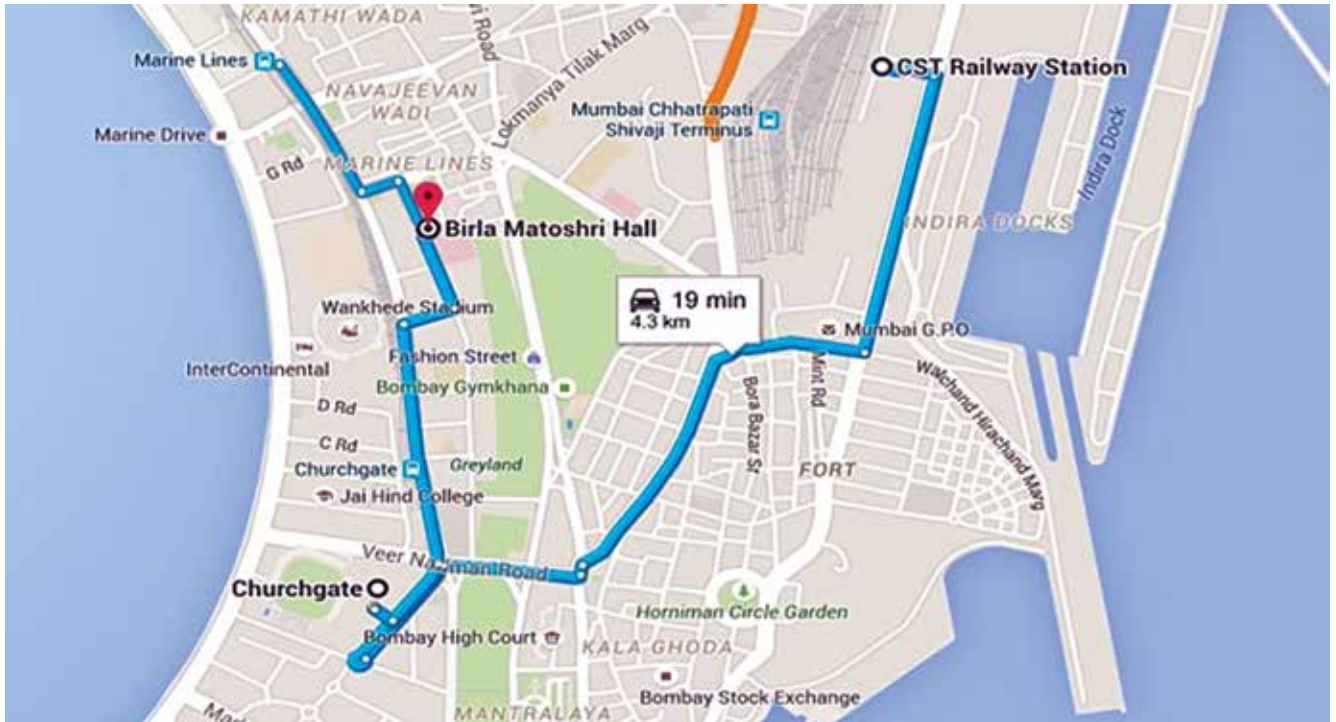 KAMATHI WADA
Marine Lines
NAVAJEEVAN
WADI
Lokmanya Tilak Marg
Road
CST Railway Station
Mumbai Chhatrapati
Shivaji Terminus
Marine Drive
G Rd
MARINE LINES
Indira Dock
INDIRA DOCKS
Birla Matoshri Hall
19 min
4.3 km
Wankhede Stadium
Mumbai G.P.O
Fashion Street
InterContinental
Bombay Gymkhana
Mint Rd
Walchand Hirachand Marg
Bora Bazar Sr
D Rd
C Rd
Churchgate
Greyland
FORT
Jai Hind College
Veer Nariman Road
Churchgate
Horniman Circle Garden
Bombay High Court
KALA GHODA
Bombay Stock Exchange
MANTRALAYA